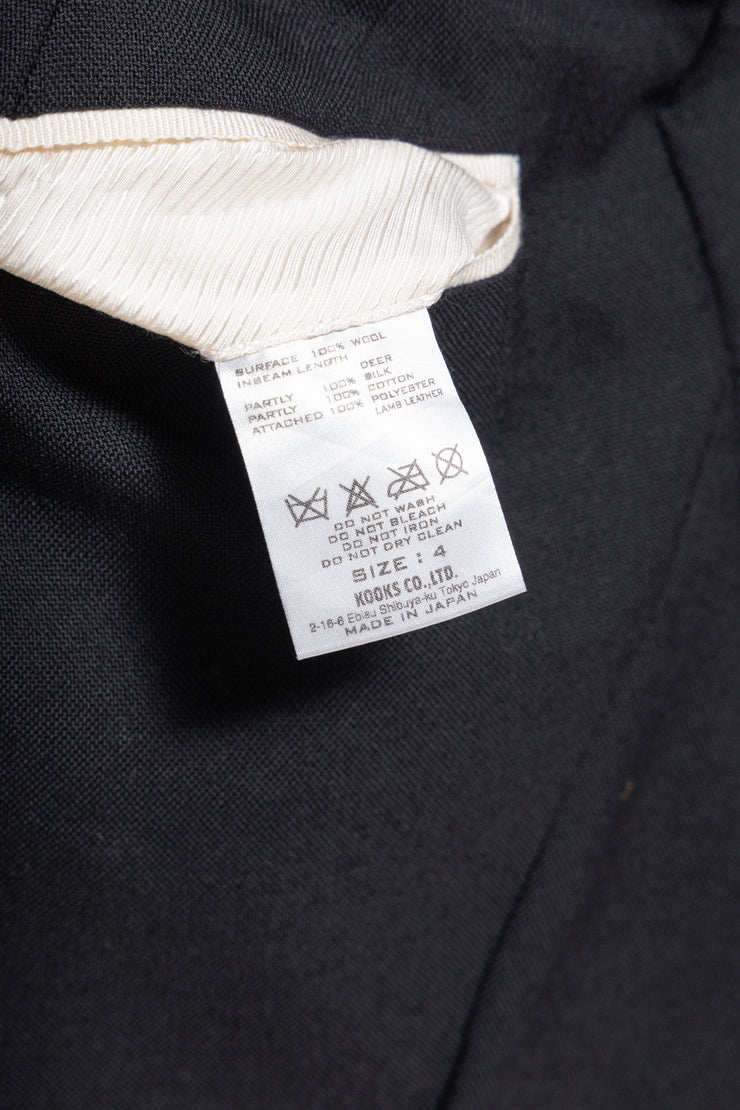 SURFACE 100% WOOL
INBEAM LENGTH DEER
PARTLY 100% SILK
PARTLY 100% COTTON
ATTACHED 100% POLYESTER
LAMB LEATHER
DO NOT WASH
DO NOT BLEACH
DO NOT IRON
DO NOT DRY CLEAN
SIZE : 4
KOOKS CO.,LTD.
2-16-6 Ebisu Shibuya-ku Tokyo Japan
MADE IN JAPAN